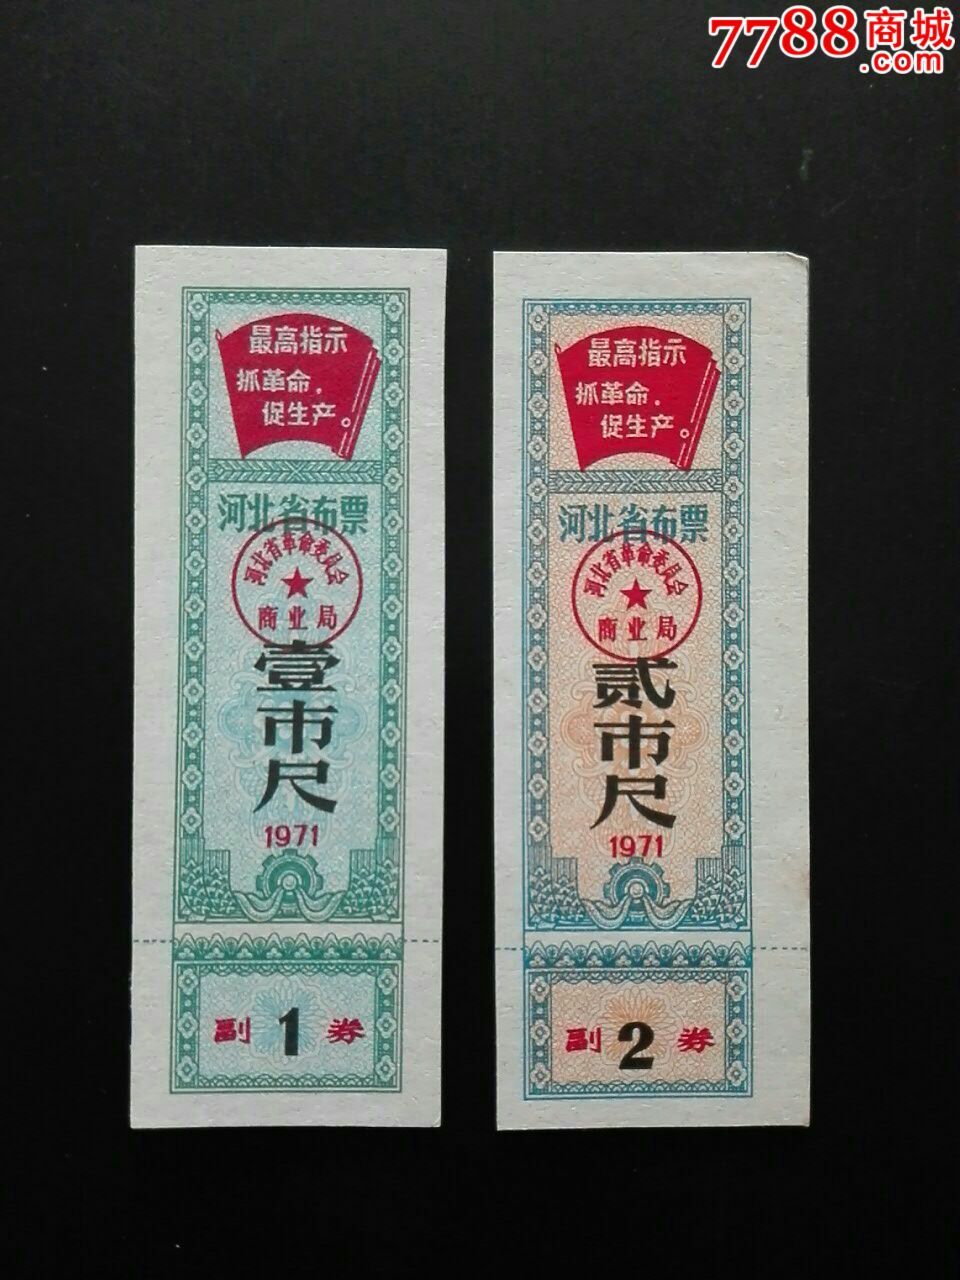 7788商城
.com
最高指示
抓革命，
促生产。
河北省布票
河北省革命委员会
商业局
壹市尺
1971
副 1 券
最高指示
抓革命，
促生产。
河北省布票
河北省革命委员会
商业局
贰市尺
1971
副 2 券